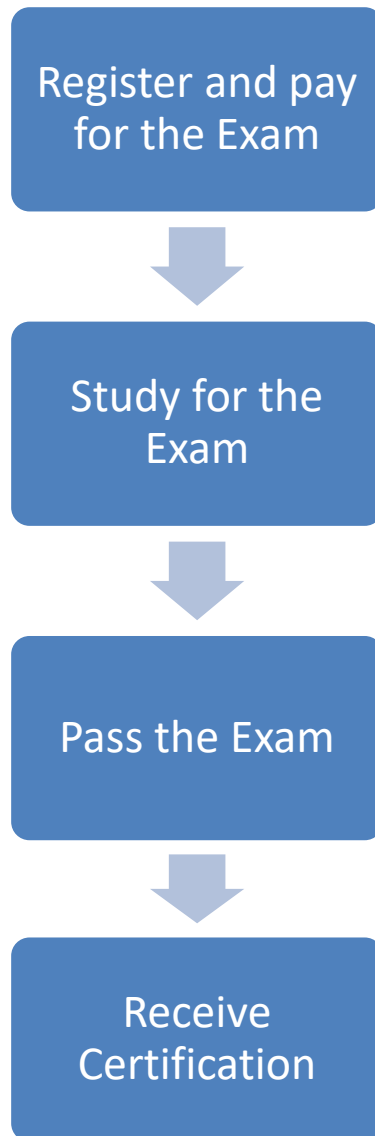 Register and pay
for the Exam
Study for the
Exam
Pass the Exam
Receive
Certification